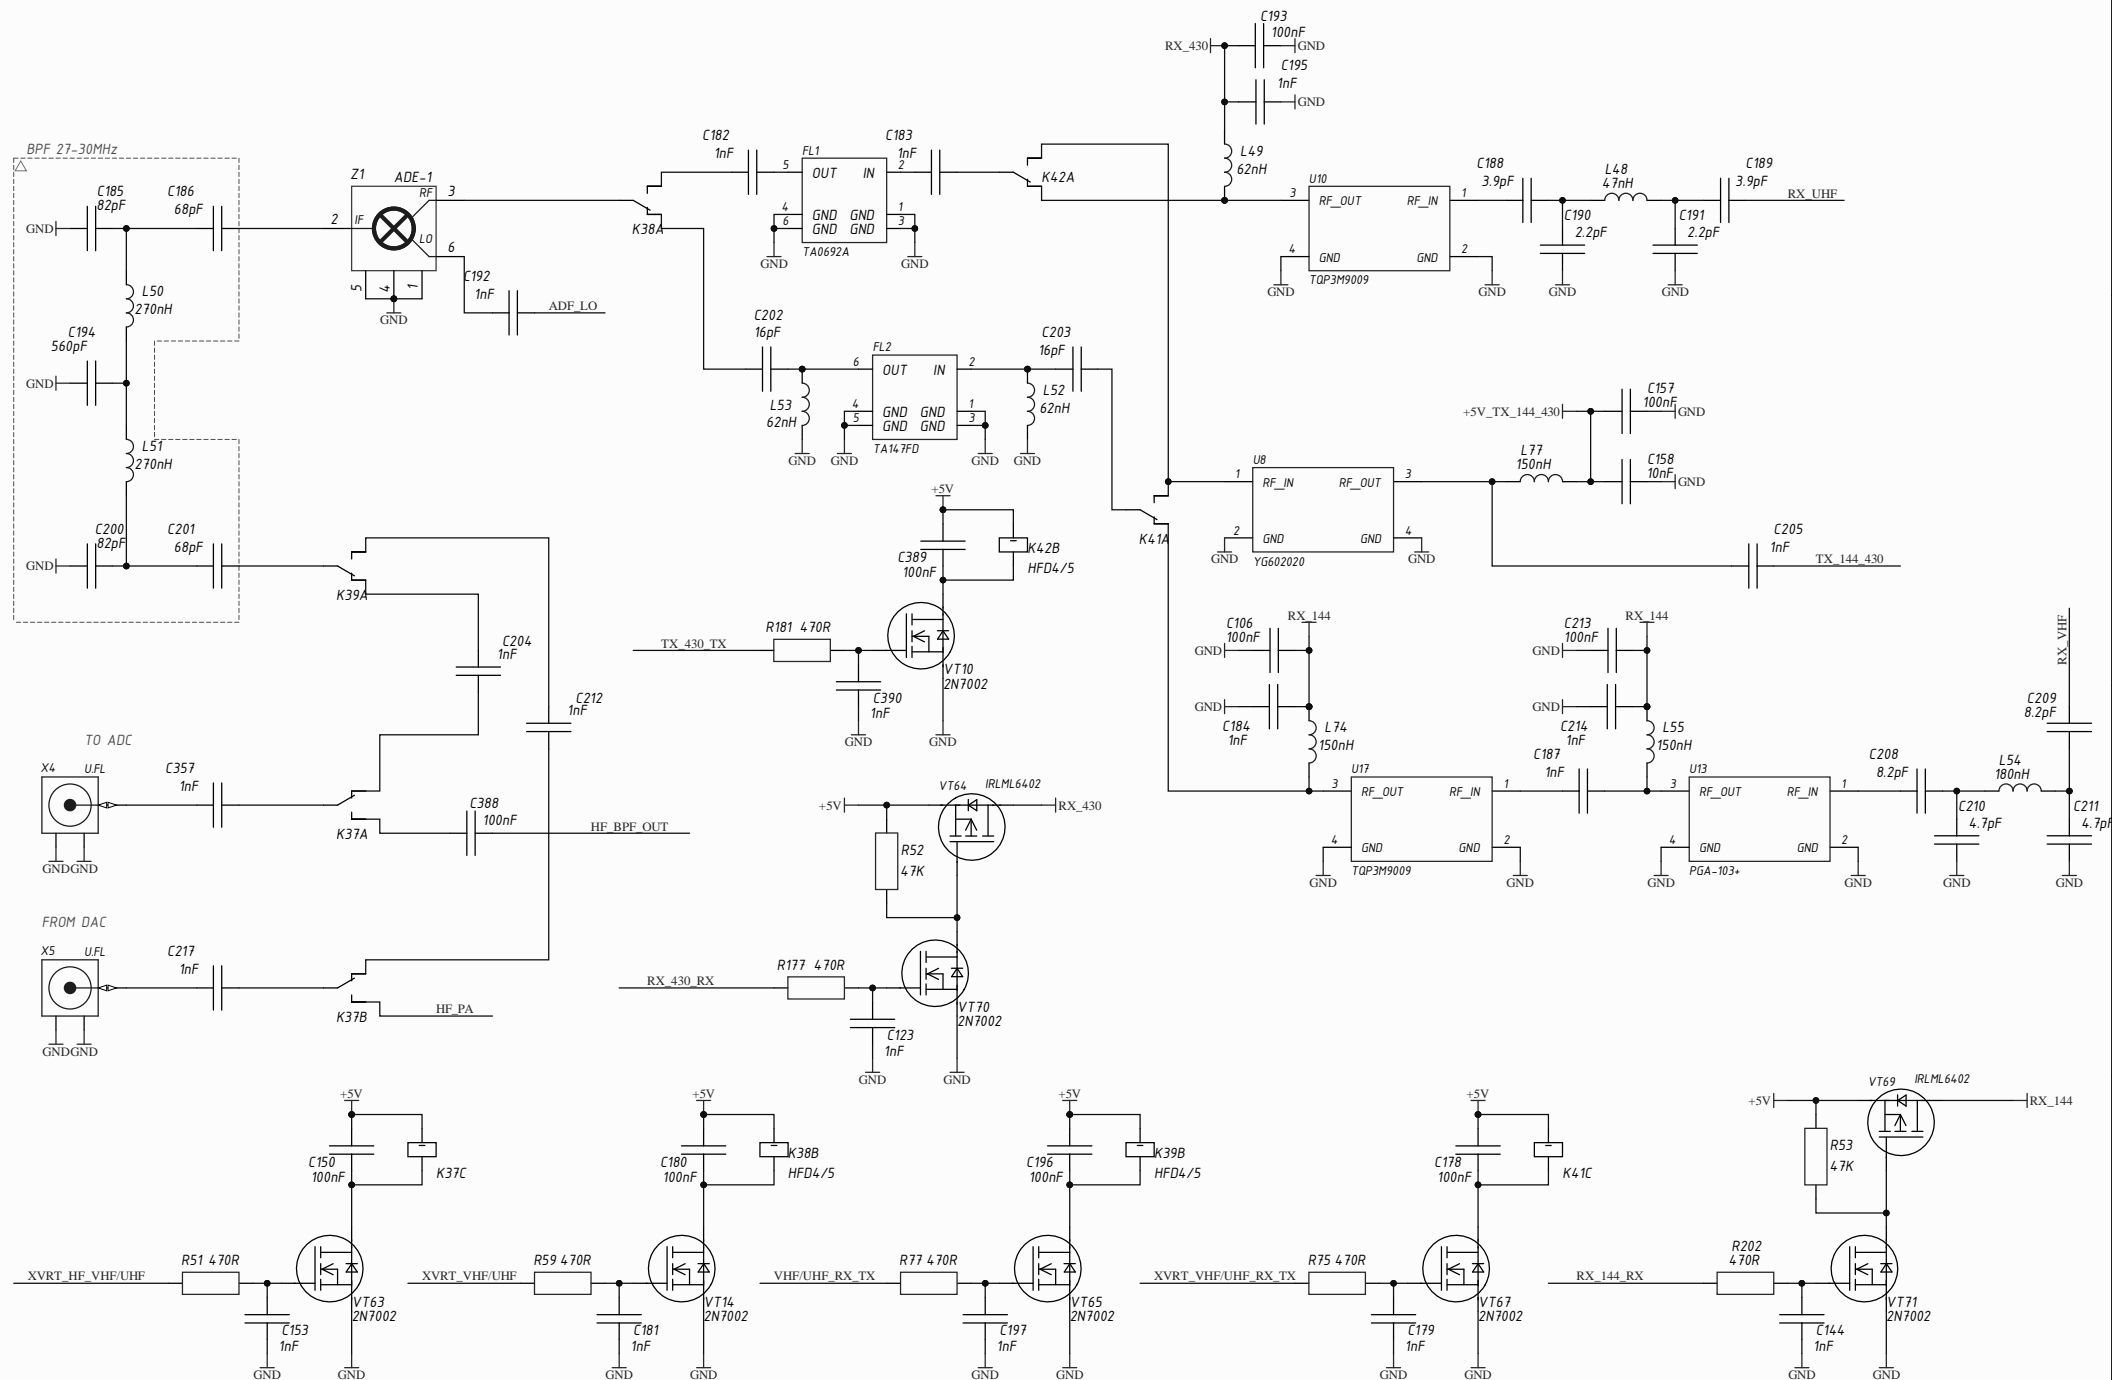 BPF 27-30MHz
C185
82pF
C186
68pF
GND
L50
270nH
C194
560pF
GND
L51
270nH
C200
82pF
C201
68pF
GND
Z1
ADE-1
RF
IF
LO
2
3
6
5
4
1
GND
C192
1nF
ADF_LO
K38A
C182
1nF
FL1
5
OUT
IN
2
4
GND
GND
1
6
GND
GND
3
TA0692A
GND
GND
C183
1nF
K42A
C202
16pF
L53
62nH
GND
FL2
6
OUT
IN
2
4
GND
GND
1
5
GND
GND
3
TA147FD
GND
GND
L52
62nH
GND
C203
16pF
K41A
RX_430
C193
100nF
GND
C195
1nF
GND
L49
62nH
U10
3
RF_OUT
RF_IN
1
4
GND
GND
2
TQP3M9009
GND
GND
C188
3.9pF
L48
47nH
C189
3.9pF
RX_UHF
C190
2.2pF
GND
C191
2.2pF
GND
+5V_TX_144_430
C157
100nF
GND
L77
150nH
C158
10nF
GND
U8
1
RF_IN
RF_OUT
3
2
GND
GND
4
YG602020
GND
GND
C205
1nF
TX_144_430
K39A
C204
1nF
C212
1nF
TO ADC
X4
U.FL
GND
GND
C357
1nF
K37A
C388
100nF
HF_BPF_OUT
FROM DAC
X5
U.FL
GND
GND
C217
1nF
K37B
HF_PA
+5V
C389
100nF
K42B
HFD4/5
TX_430_TX
R181 470R
C390
1nF
VT10
2N7002
GND
GND
VT64
IRLML6402
+5V
RX_430
R52
47K
RX_430_RX
R177 470R
VT70
2N7002
C123
1nF
GND
GND
RX_144
C106
100nF
GND
C184
1nF
GND
L74
150nH
U17
3
RF_OUT
RF_IN
1
4
GND
GND
2
TQP3M9009
GND
GND
C187
1nF
RX_144
C213
100nF
GND
C214
1nF
GND
L55
150nH
U13
3
RF_OUT
RF_IN
1
4
GND
GND
2
PGA-103+
GND
GND
C208
8.2pF
L54
180nH
C209
8.2pF
RX_VHF
C210
4.7pF
GND
C211
4.7pF
GND
+5V
C150
100nF
K37C
XVRT_HF_VHF/UHF
R51 470R
VT63
2N7002
C153
1nF
GND
GND
+5V
C180
100nF
K38B
HFD4/5
XVRT_VHF/UHF
R59 470R
VT14
2N7002
C181
1nF
GND
GND
+5V
C196
100nF
K39B
HFD4/5
VHF/UHF_RX_TX
R77 470R
VT65
2N7002
C197
1nF
GND
GND
+5V
C178
100nF
K41C
XVRT_VHF/UHF_RX_TX
R75 470R
VT67
2N7002
C179
1nF
GND
GND
VT69
IRLML6402
+5V
RX_144
R53
47K
RX_144_RX
R202
470R
VT71
2N7002
C144
1nF
GND
GND